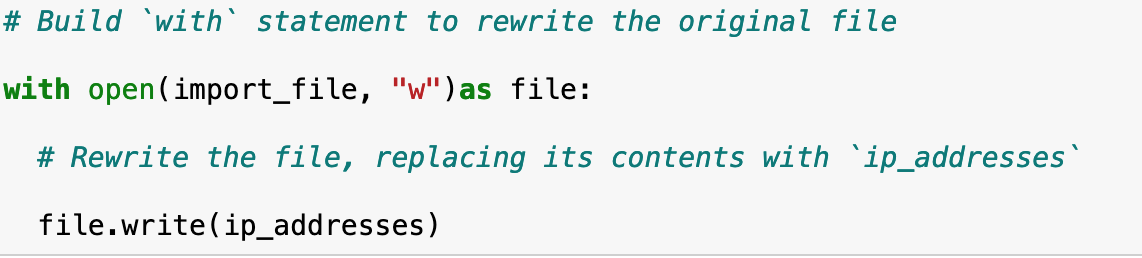 # Build `with` statement to rewrite the original file
with open(import_file, "w")as file:
# Rewrite the file, replacing its contents with `ip_addresses`
file.write(ip_addresses)